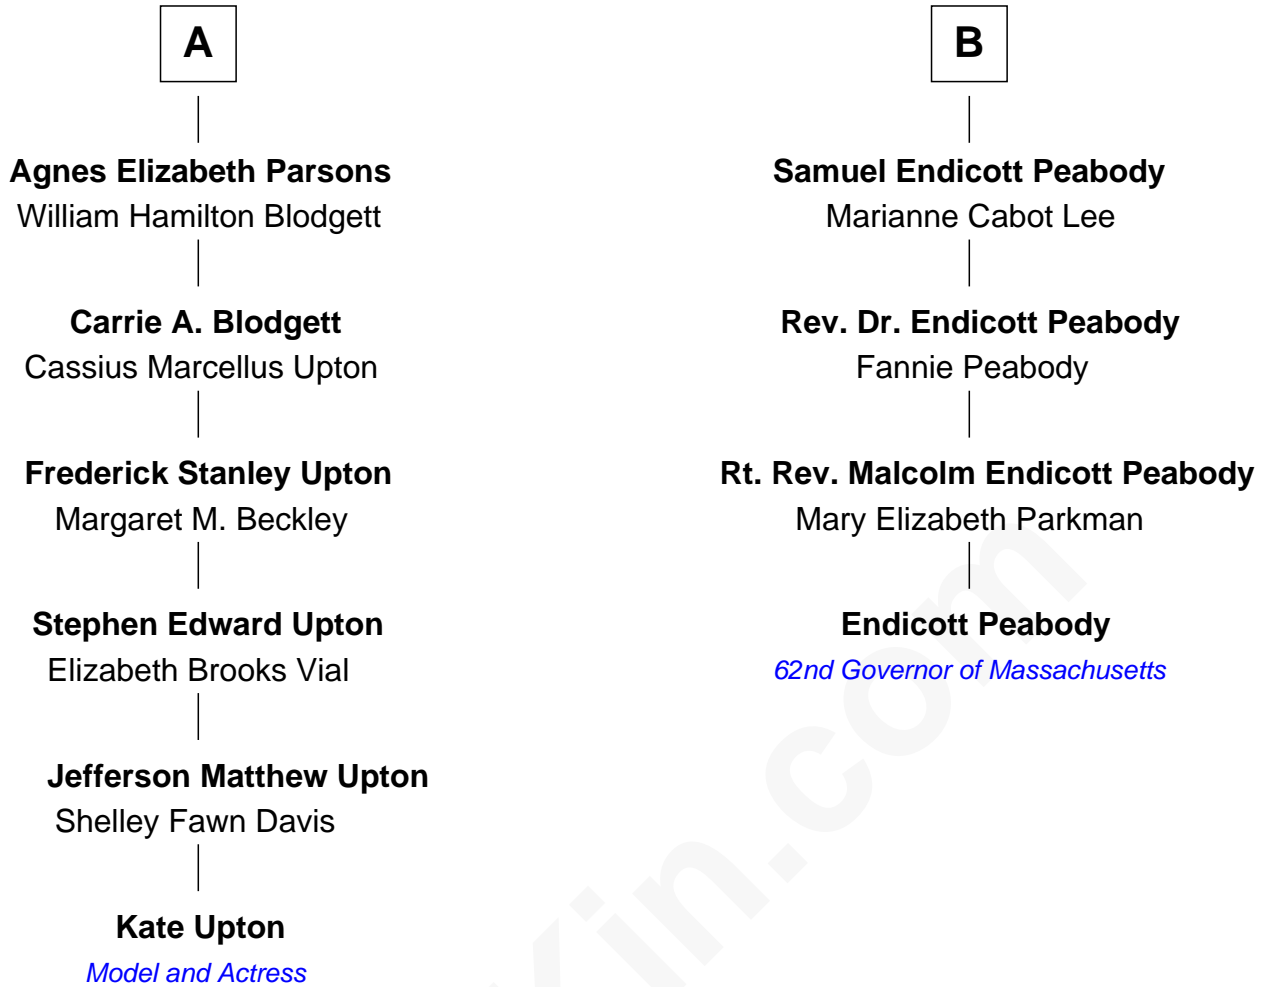 A
Agnes Elizabeth Parsons
William Hamilton Blodgett
Carrie A. Blodgett
Cassius Marcellus Upton
Frederick Stanley Upton
Margaret M. Beckley
Stephen Edward Upton
Elizabeth Brooks Vial
Jefferson Matthew Upton
Shelley Fawn Davis
Kate Upton
Model and Actress
B
Samuel Endicott Peabody
Marianne Cabot Lee
Rev. Dr. Endicott Peabody
Fannie Peabody
Rt. Rev. Malcolm Endicott Peabody
Mary Elizabeth Parkman
Endicott Peabody
62nd Governor of Massachusetts
Kin.com